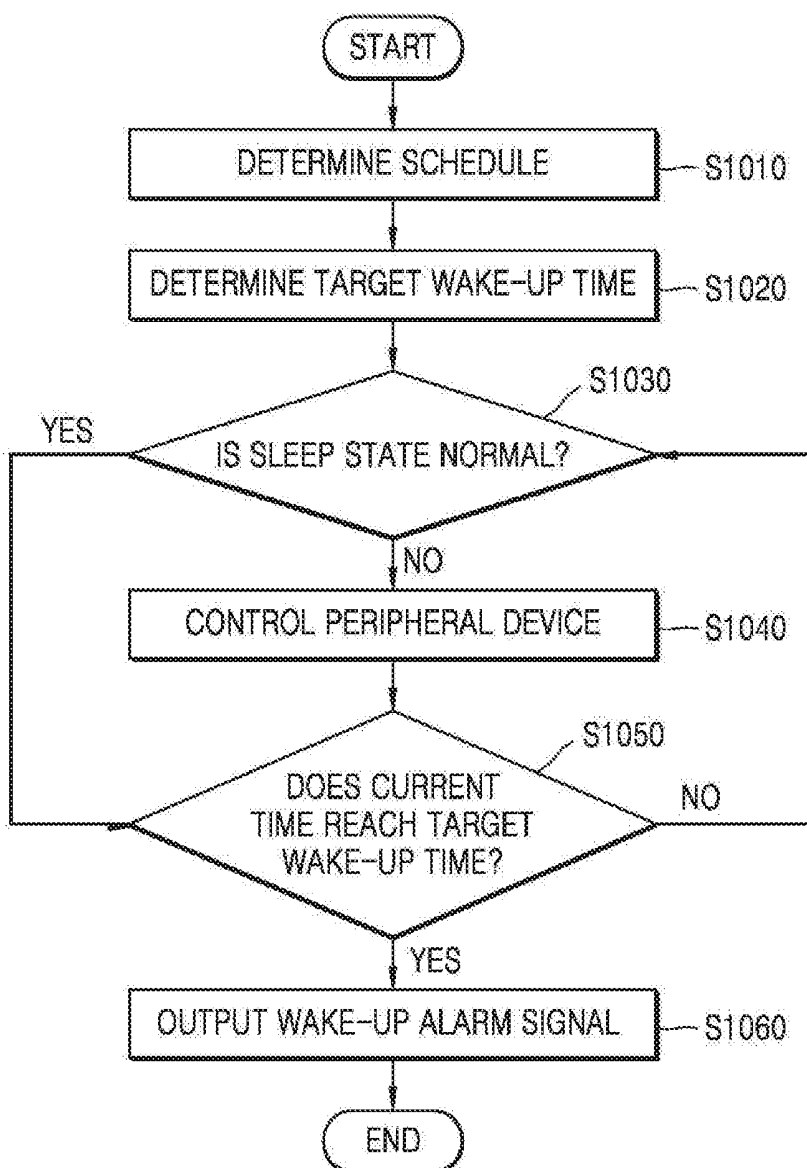 START
DETERMINE SCHEDULE
S1010
DETERMINE TARGET WAKE-UP TIME
S1020
S1030
YES
IS SLEEP STATE NORMAL?
NO
CONTROL PERIPHERAL DEVICE
S1040
S1050
DOES CURRENT
TIME REACH TARGET
WAKE-UP TIME?
NO
YES
OUTPUT WAKE-UP ALARM SIGNAL
S1060
END